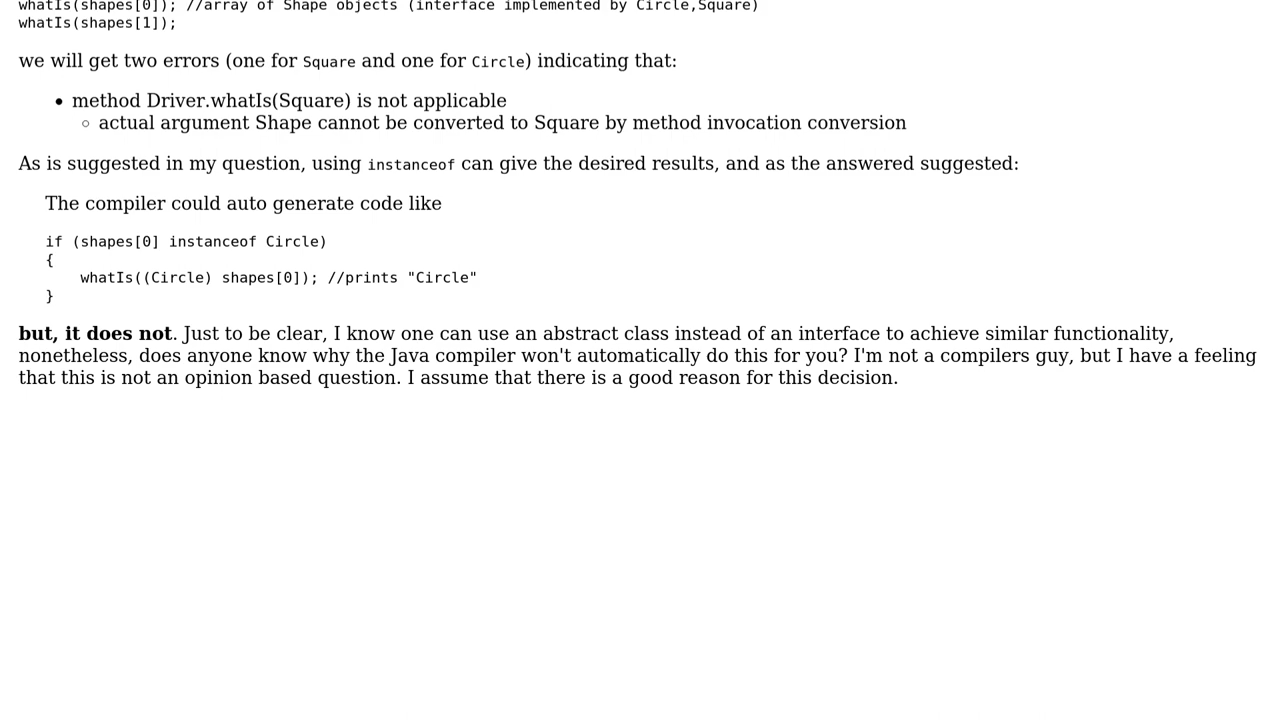 whatIs(shapes[0]); //array of Shape objects (interface implemented by Circle,Square)
whatIs(shapes[1]);
we will get two errors (one for Square and one for Circle) indicating that:
• method Driver.whatIs(Square) is not applicable
◦ actual argument Shape cannot be converted to Square by method invocation conversion
As is suggested in my question, using instanceof can give the desired results, and as the answered suggested:
The compiler could auto generate code like
if (shapes[0] instanceof Circle)
{
    whatIs((Circle) shapes[0]); //prints "Circle"
}
but, it does not. Just to be clear, I know one can use an abstract class instead of an interface to achieve similar functionality,
nonetheless, does anyone know why the Java compiler won't automatically do this for you? I'm not a compilers guy, but I have a feeling
that this is not an opinion based question. I assume that there is a good reason for this decision.